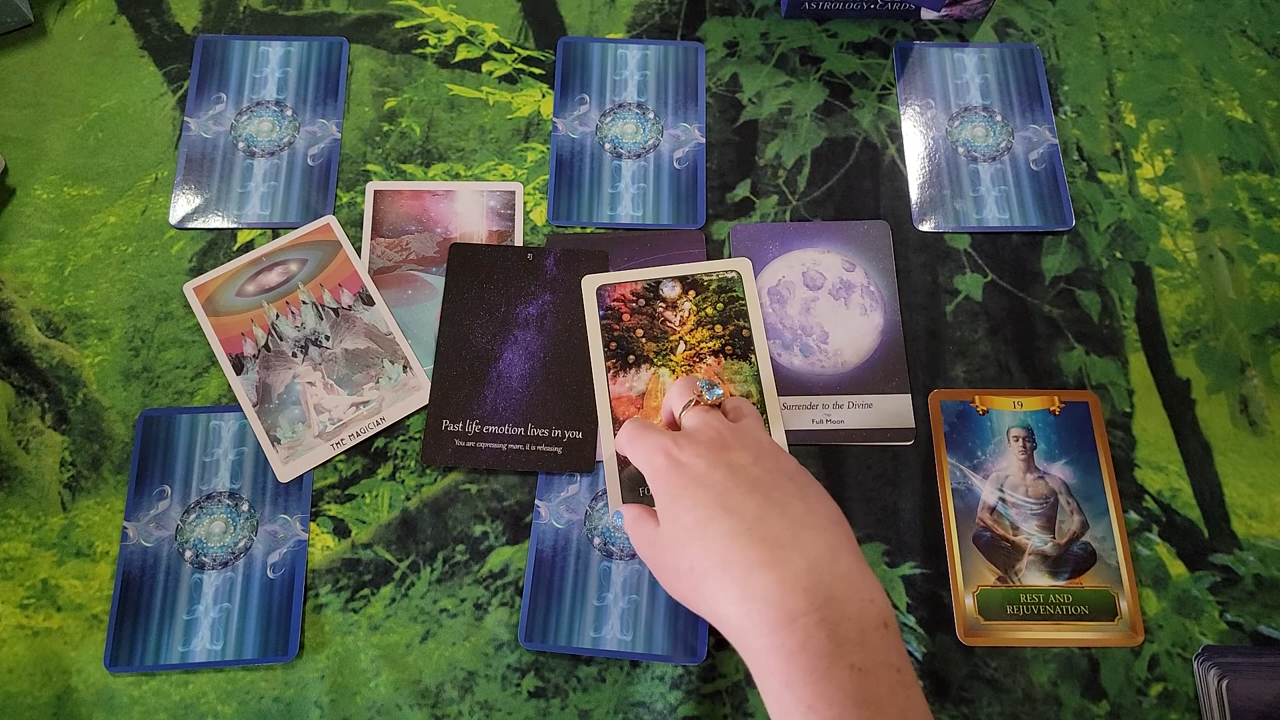 ASTROLOGY • CARDS
THE MAGICIAN
Past life emotion lives in you
You are expressing more, it is releasing
Surrender to the Divine
Full Moon
19
REST AND
REJUVENATION